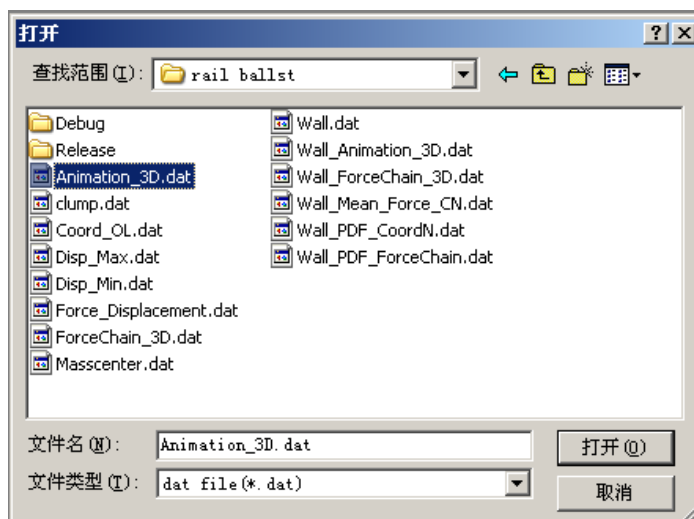 打开
查找范围(I): rail ballst
Debug
Release
Animation_3D.dat
clump.dat
Coord_OL.dat
Disp_Max.dat
Disp_Min.dat
Force_Displacement.dat
ForceChain_3D.dat
Masscenter.dat
Wall.dat
Wall_Animation_3D.dat
Wall_ForceChain_3D.dat
Wall_Mean_Force_CN.dat
Wall_PDF_CoordN.dat
Wall_PDF_ForceChain.dat
文件名(N): Animation_3D.dat 打开(O)
文件类型(T): dat file(*.dat) 取消